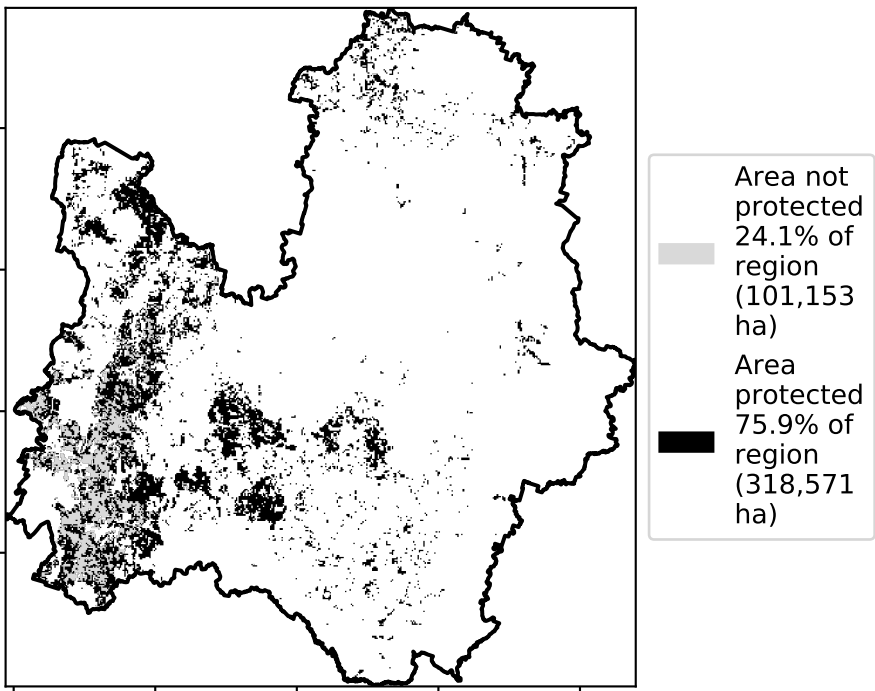 Area not
protected
24.1% of
region
(101,153
ha)
Area
protected
75.9% of
region
(318,571
ha)